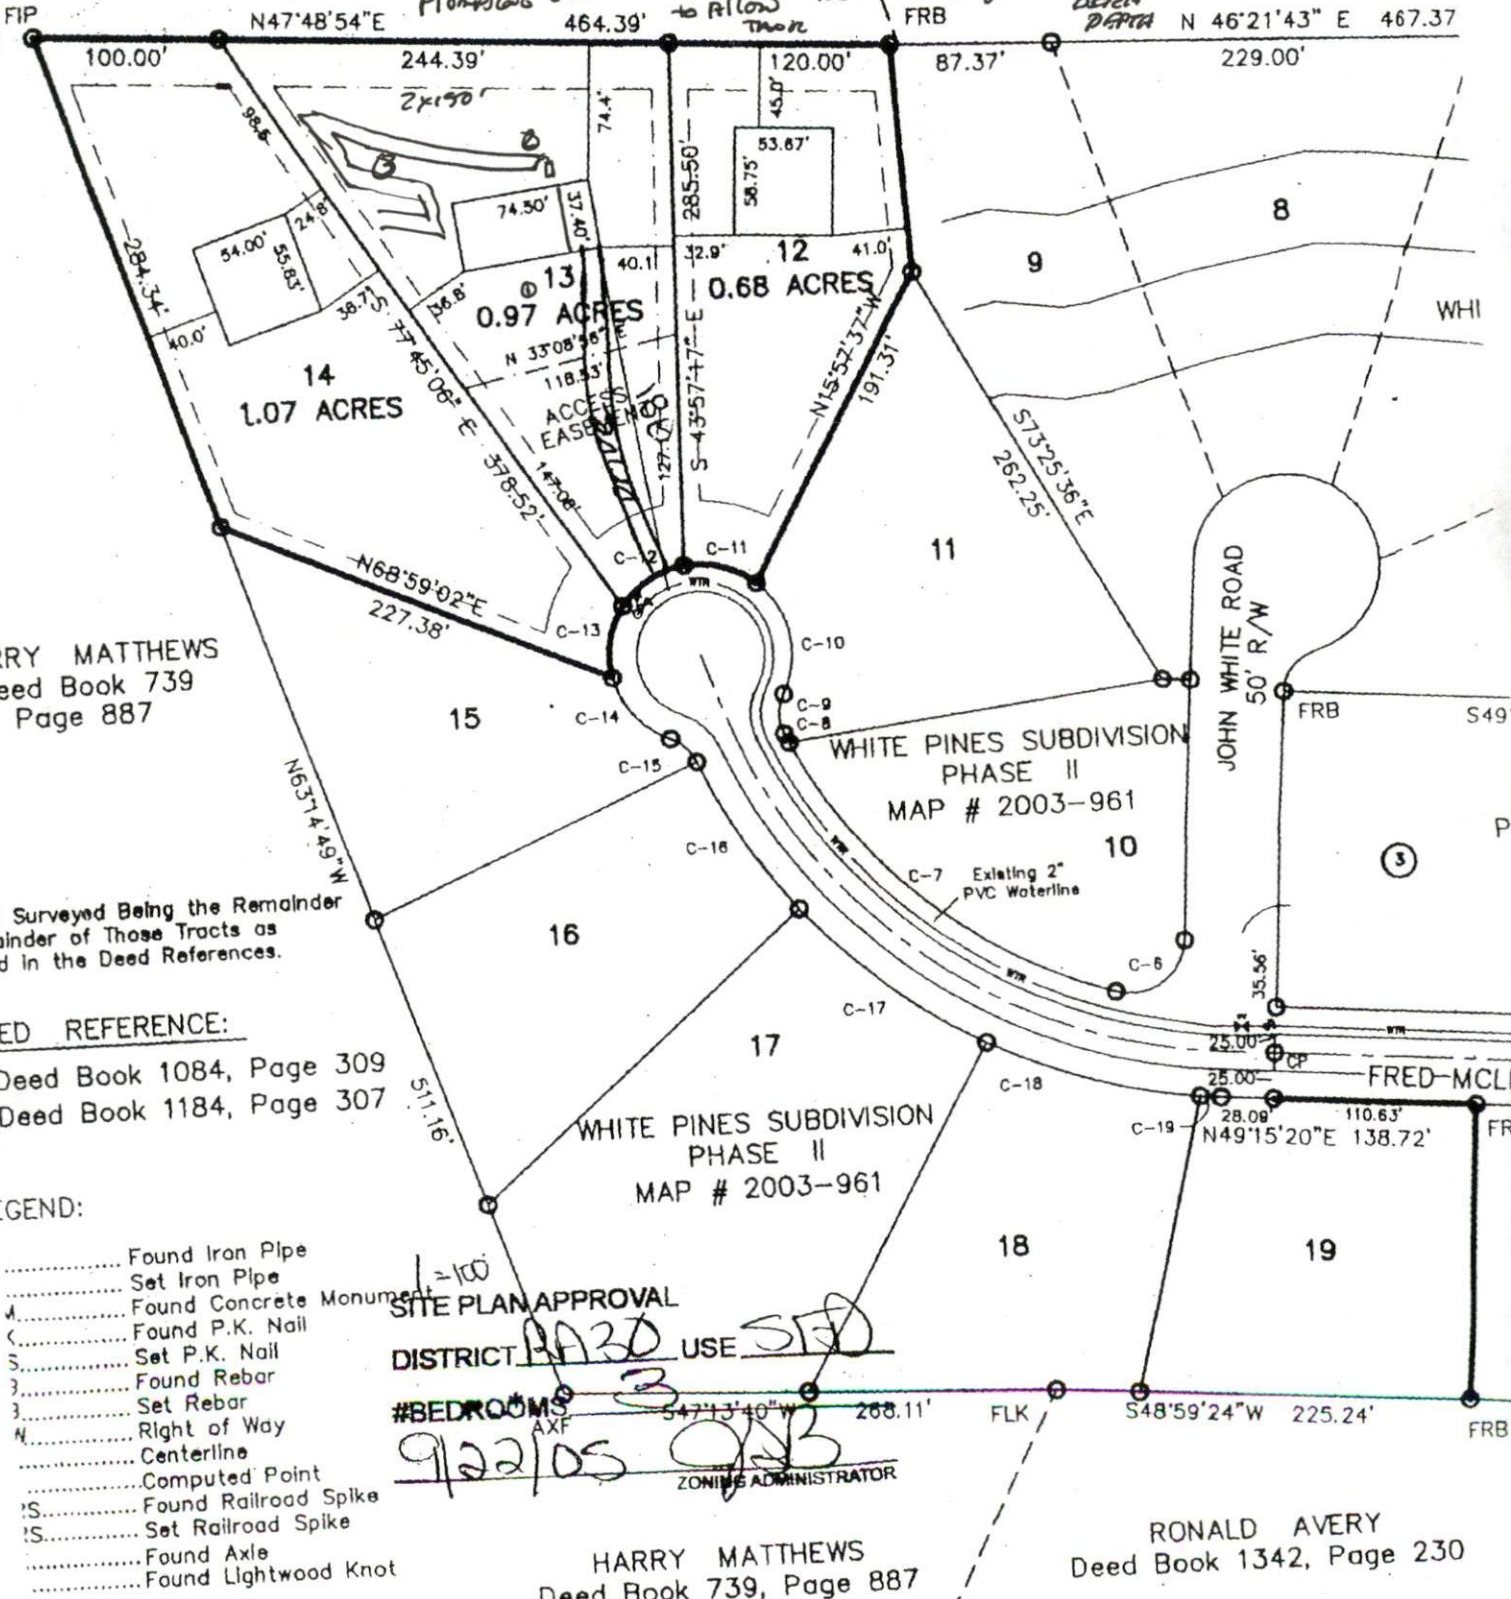 FIP
N47°48'54"E
464.39'
to Allow
FRB
DEPTH
N 46°21'43" E 467.37
100.00'
244.39'
120.00'
87.37'
229.00'
2x150'
98.5
74.4'
45.0'
53.67'
58.75'
285.50'
24.8'
54.00'
55.83'
74.50'
37.40'
284.34'
38.7'
36.8'
40.0'
40.1
32.9'
41.0'
13
0.97 ACRES
12
0.68 ACRES
8
9
WHI
14
1.07 ACRES
N 33°08'56"
118.53'
ACCESS
EASEMENT
S 77°45'06" E 378.52'
147.08'
127.
S 43°57'47" E
N15°57'37"W
191.31'
S73°25'36"E
262.25'
11
C-12
C-11
WTR
N68°59'02"E
227.38'
C-13
C-10
C-9
C-8
C-14
C-15
15
RRY MATTHEWS
eed Book 739
Page 887
JOHN WHITE ROAD
50' R/W
FRB
S49°
WHITE PINES SUBDIVISION
PHASE II
MAP # 2003-961
N63°14'49"W
511.16'
C-16
WTR
C-7
Existing 2"
PVC Waterline
10
3
P
Surveyed Being the Remainder
ainder of Those Tracts as
d in the Deed References.
16
C-6
WTR
35.56'
ED REFERENCE:
Deed Book 1084, Page 309
Deed Book 1184, Page 307
C-17
17
25.00'
WTR
CP
25.00'
FRED MCL
C-18
C-19
28.09'
110.63'
N49°15'20"E 138.72'
FR
WHITE PINES SUBDIVISION
PHASE II
MAP # 2003-961
EGEND:
Found Iron Pipe
Set Iron Pipe
Found Concrete Monument
Found P.K. Nail
Set P.K. Nail
Found Rebar
Set Rebar
Right of Way
Centerline
Computed Point
Found Railroad Spike
Set Railroad Spike
Found Axle
Found Lightwood Knot
18
19
1=100
SITE PLAN APPROVAL
DISTRICT RA30 USE SFD
#BEDROOMS 3
AXF
S47°13'40"W 268.11'
FLK
S48°59'24"W 225.24'
FRB
9/22/05
ZONING ADMINISTRATOR
HARRY MATTHEWS
Deed Book 739, Page 887
RONALD AVERY
Deed Book 1342, Page 230